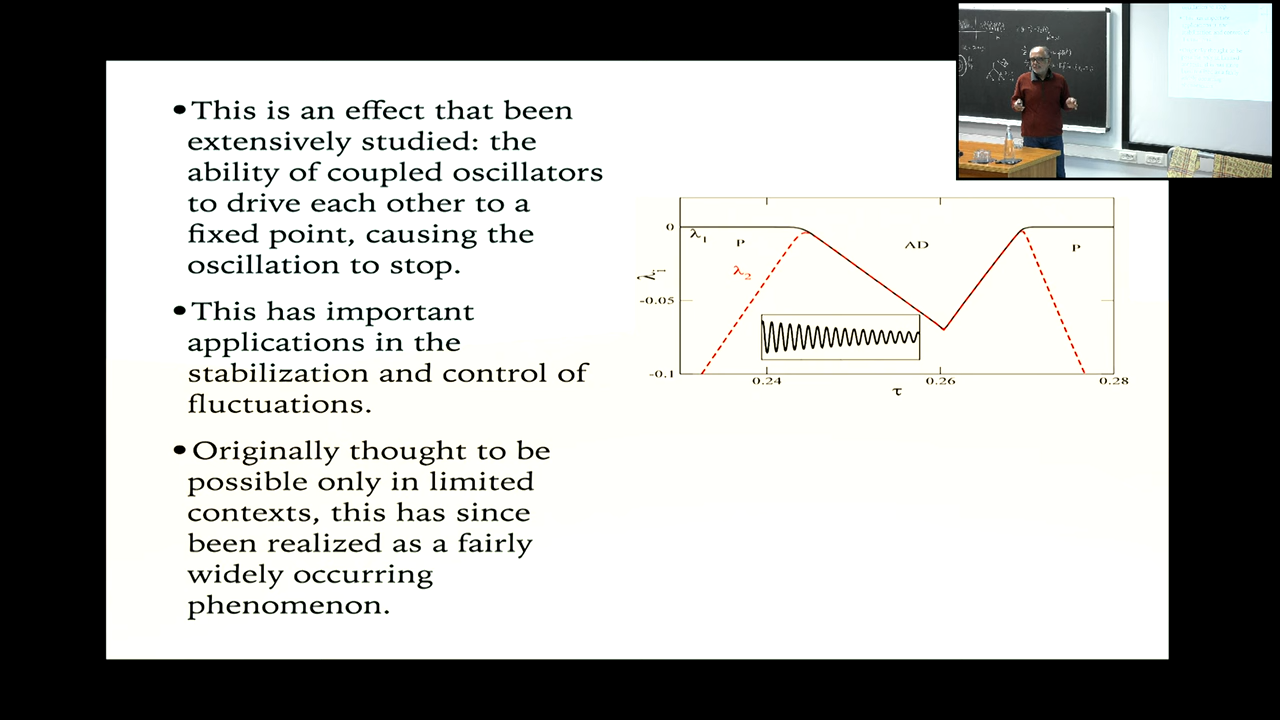 •This is an effect that been
extensively studied: the
ability of coupled oscillators
to drive each other to a
fixed point, causing the
oscillation to stop.
•This has important
applications in the
stabilization and control of
fluctuations.
•Originally thought to be
possible only in limited
contexts, this has since
been realized as a fairly
widely occurring
phenomenon.
0
λ₁
P
AD
P
λ₂
λᵢ
-0.05
-0.1
0.24
0.26
0.28
τ